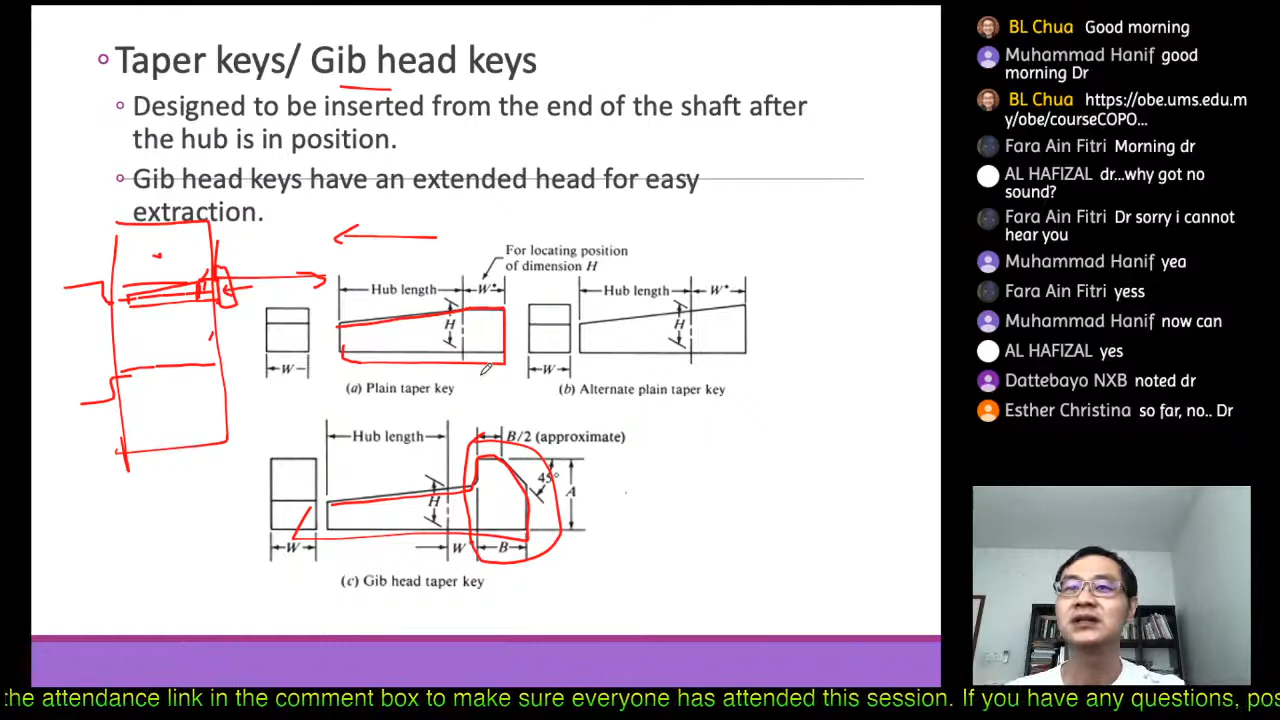 Taper keys/ Gib head keys
Designed to be inserted from the end of the shaft after
the hub is in position.
Gib head keys have an extended head for easy
extraction.
For locating position
of dimension H
Hub length
W*
H
W
(a) Plain taper key
Hub length
W*
H
W
(b) Alternate plain taper key
Hub length
B/2 (approximate)
45°
A
H
W
W
B
(c) Gib head taper key
BL Chua Good morning
Muhammad Hanif good
morning Dr
BL Chua https://obe.ums.edu.m
y/obe/courseCOPO...
Fara Ain Fitri Morning dr
AL HAFIZAL dr...why got no
sound?
Fara Ain Fitri Dr sorry i cannot
hear you
Muhammad Hanif yea
Fara Ain Fitri yess
Muhammad Hanif now can
AL HAFIZAL yes
Dattebayo NXB noted dr
Esther Christina so far, no.. Dr
the attendance link in the comment box to make sure everyone has attended this session. If you have any questions, pos